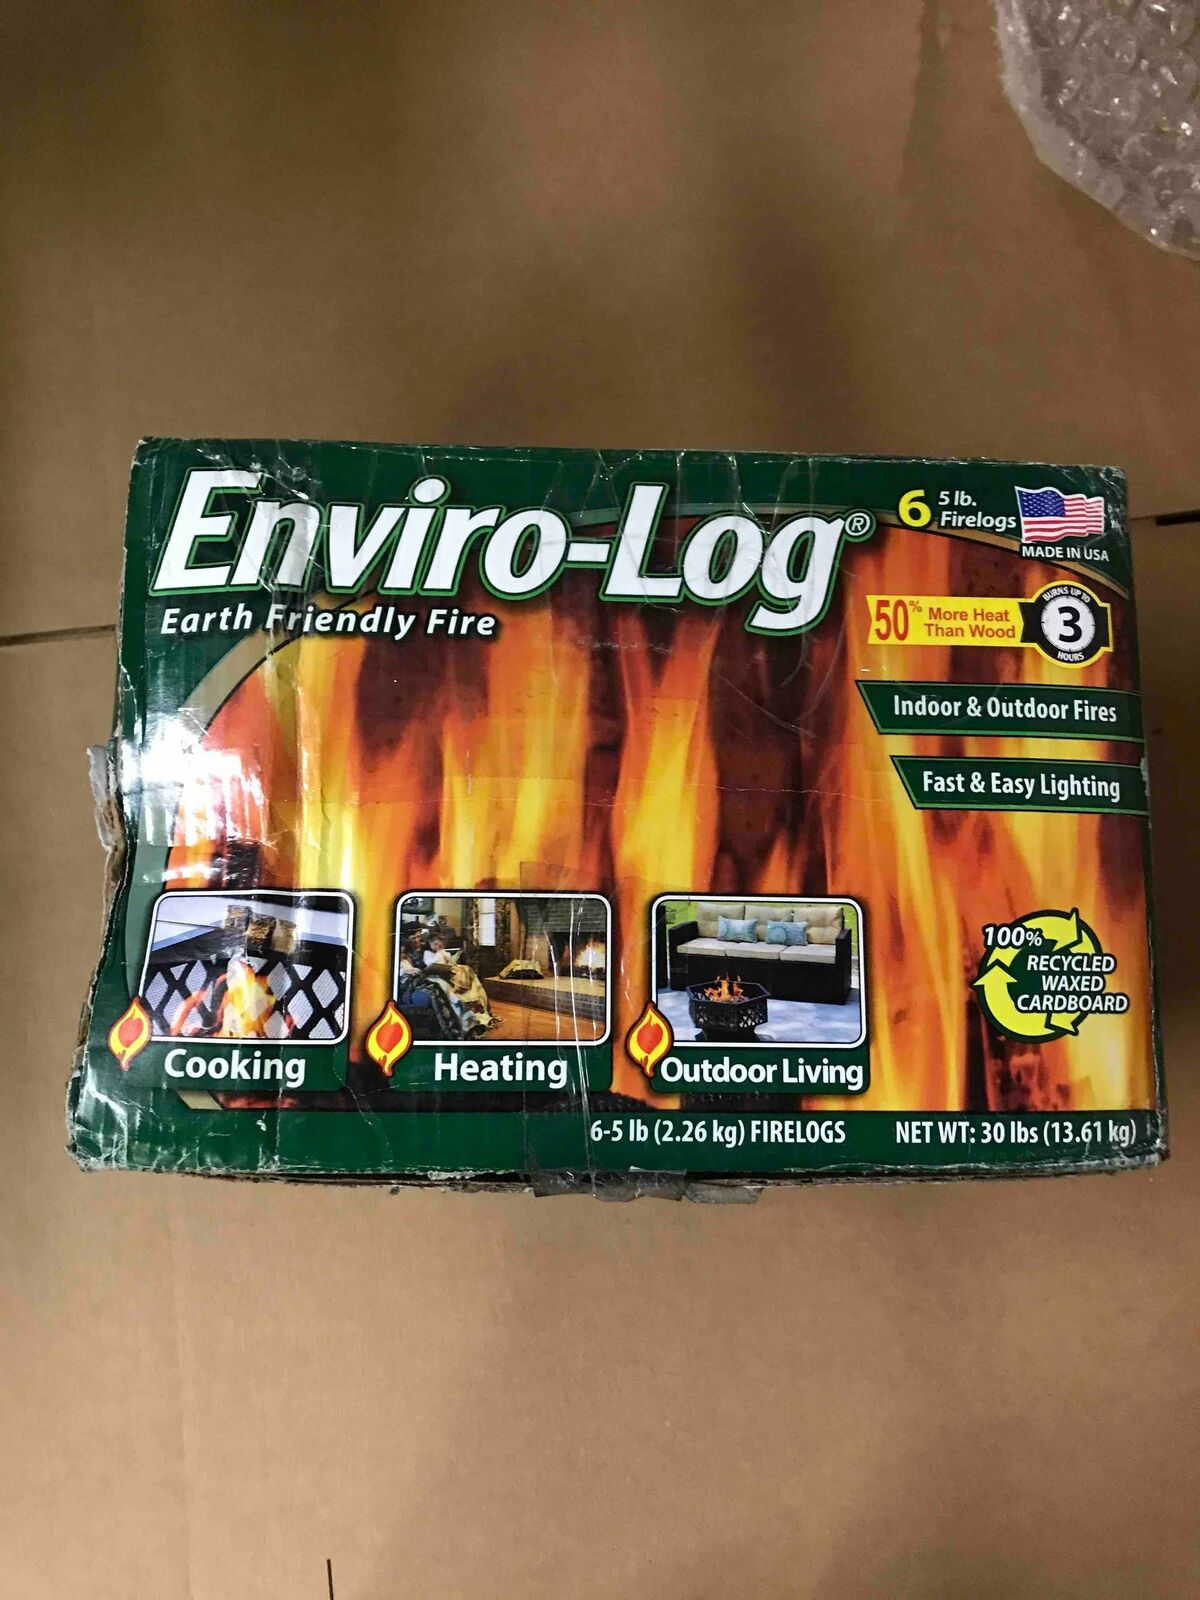 Enviro-Log®
Earth Friendly Fire
6 5 lb.
Firelogs
MADE IN USA
50% More Heat
Than Wood
BURNS UP TO
3
HOURS
Indoor & Outdoor Fires
Fast & Easy Lighting
100%
RECYCLED
WAXED
CARDBOARD
Cooking
Heating
Outdoor Living
6-5 lb (2.26 kg) FIRELOGS
NET WT: 30 lbs (13.61 kg)